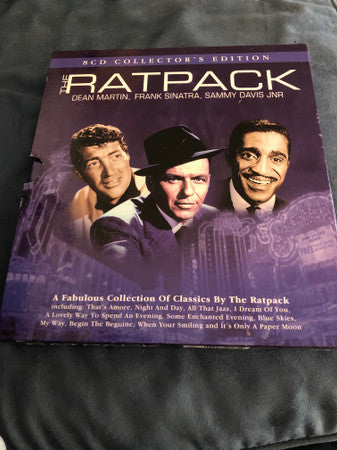 8CD COLLECTOR'S EDITION
THE RATPACK
DEAN MARTIN, FRANK SINATRA, SAMMY DAVIS JNR
A Fabulous Collection Of Classics By The Ratpack
including: That's Amore, Night And Day, All That Jazz, I Dream Of You,
A Lovely Way To Spend An Evening, Some Enchanted Evening, Blue Skies,
My Way, Begin The Beguine, When Your Smiling and It's Only A Paper Moon